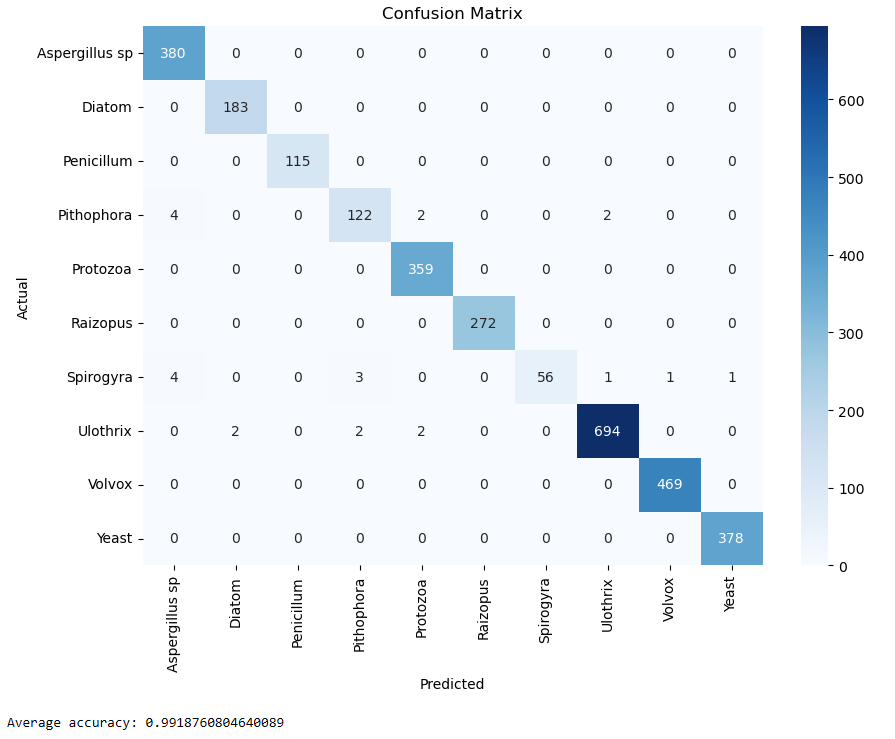 Confusion Matrix
Aspergillus sp 380 0 0 0 0 0 0 0 0 0
Diatom 0 183 0 0 0 0 0 0 0 0
Penicillum 0 0 115 0 0 0 0 0 0 0
Pithophora 4 0 0 122 2 0 0 2 0 0
Protozoa 0 0 0 0 359 0 0 0 0 0
Raizopus 0 0 0 0 0 272 0 0 0 0
Spirogyra 4 0 0 3 0 0 56 1 1 1
Ulothrix 0 2 0 2 2 0 0 694 0 0
Volvox 0 0 0 0 0 0 0 0 469 0
Yeast 0 0 0 0 0 0 0 0 0 378
Actual
Aspergillus sp Diatom Penicillum Pithophora Protozoa Raizopus Spirogyra Ulothrix Volvox Yeast
Predicted
600
500
400
300
200
100
0
Average accuracy: 0.9918760804640089